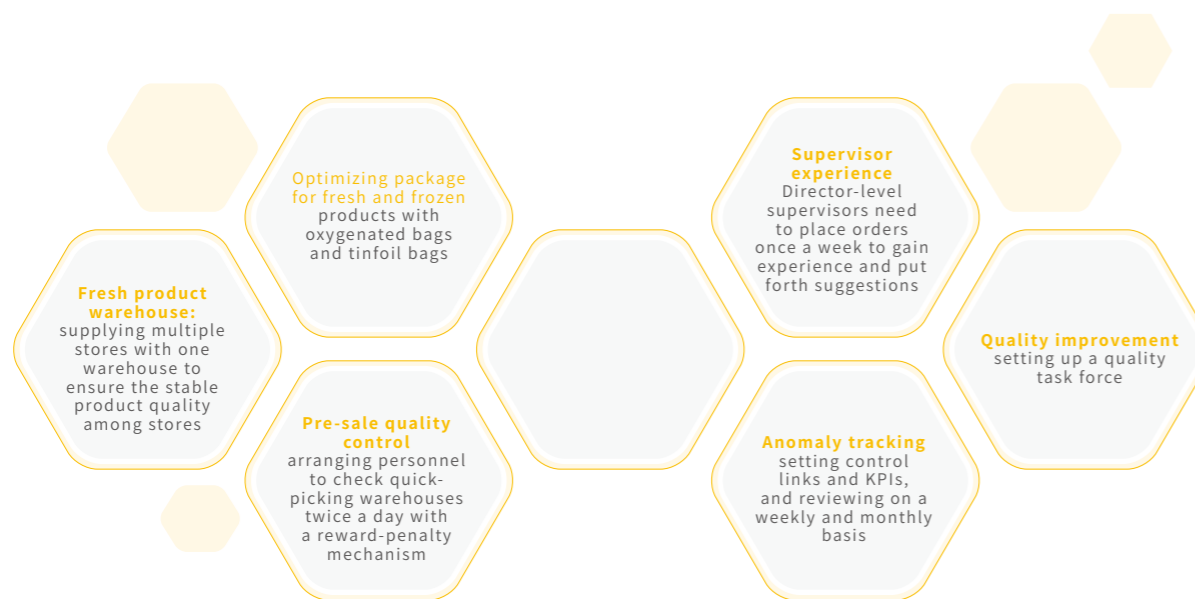 Fresh product
warehouse:
supplying multiple
stores with one
warehouse to
ensure the stable
product quality
among stores
Optimizing package
for fresh and frozen
products with
oxygenated bags
and tinfoil bags
Pre-sale quality
control
arranging personnel
to check quick-
picking warehouses
twice a day with
a reward-penalty
mechanism
Supervisor
experience
Director-level
supervisors need
to place orders
once a week to gain
experience and put
forth suggestions
Anomaly tracking
setting control
links and KPIs,
and reviewing on a
weekly and monthly
basis
Quality improvement
setting up a quality
task force